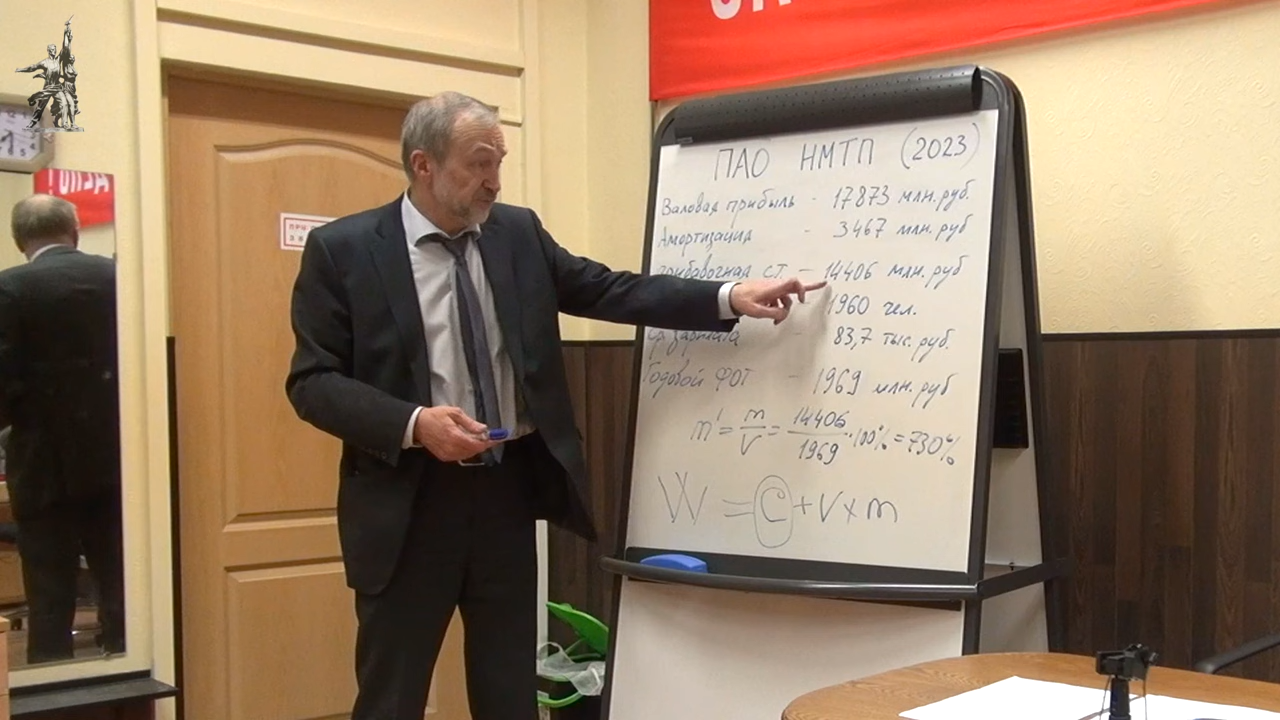 ПАО НМТП (2023)
Валовая прибыль - 17873 млн.руб.
Амортизация - 3467 млн.руб
прибавочная ст. - 14406 млн.руб
1960 чел.
Ср зарплата 83,7 тыс.руб.
Годовой ФОТ - 1969 млн.руб
m' = m/v = 14406/1969 · 100% = 730%
W = C + V × m